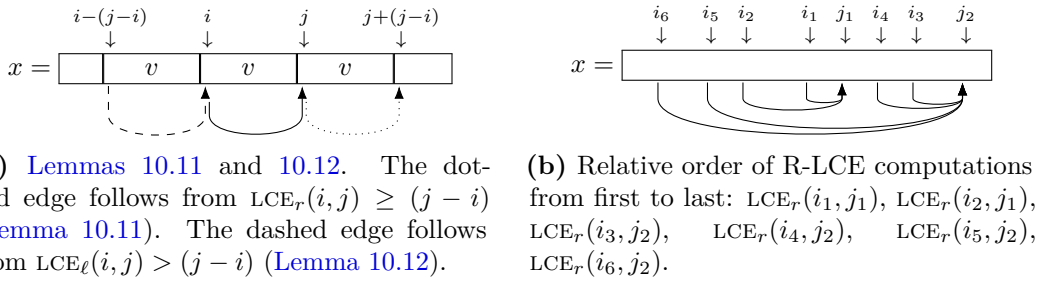 i−(j−i) i j j+(j−i)
x = v v v
) Lemmas 10.11 and 10.12. The dot-
d edge follows from LCEr(i, j) ≥ (j − i)
emma 10.11). The dashed edge follows
om LCEℓ(i, j) > (j − i) (Lemma 10.12).
i6 i5 i2 i1 j1 i4 i3 j2
x =
(b) Relative order of R-LCE computations
from first to last: LCEr(i1, j1), LCEr(i2, j1),
LCEr(i3, j2), LCEr(i4, j2), LCEr(i5, j2),
LCEr(i6, j2).